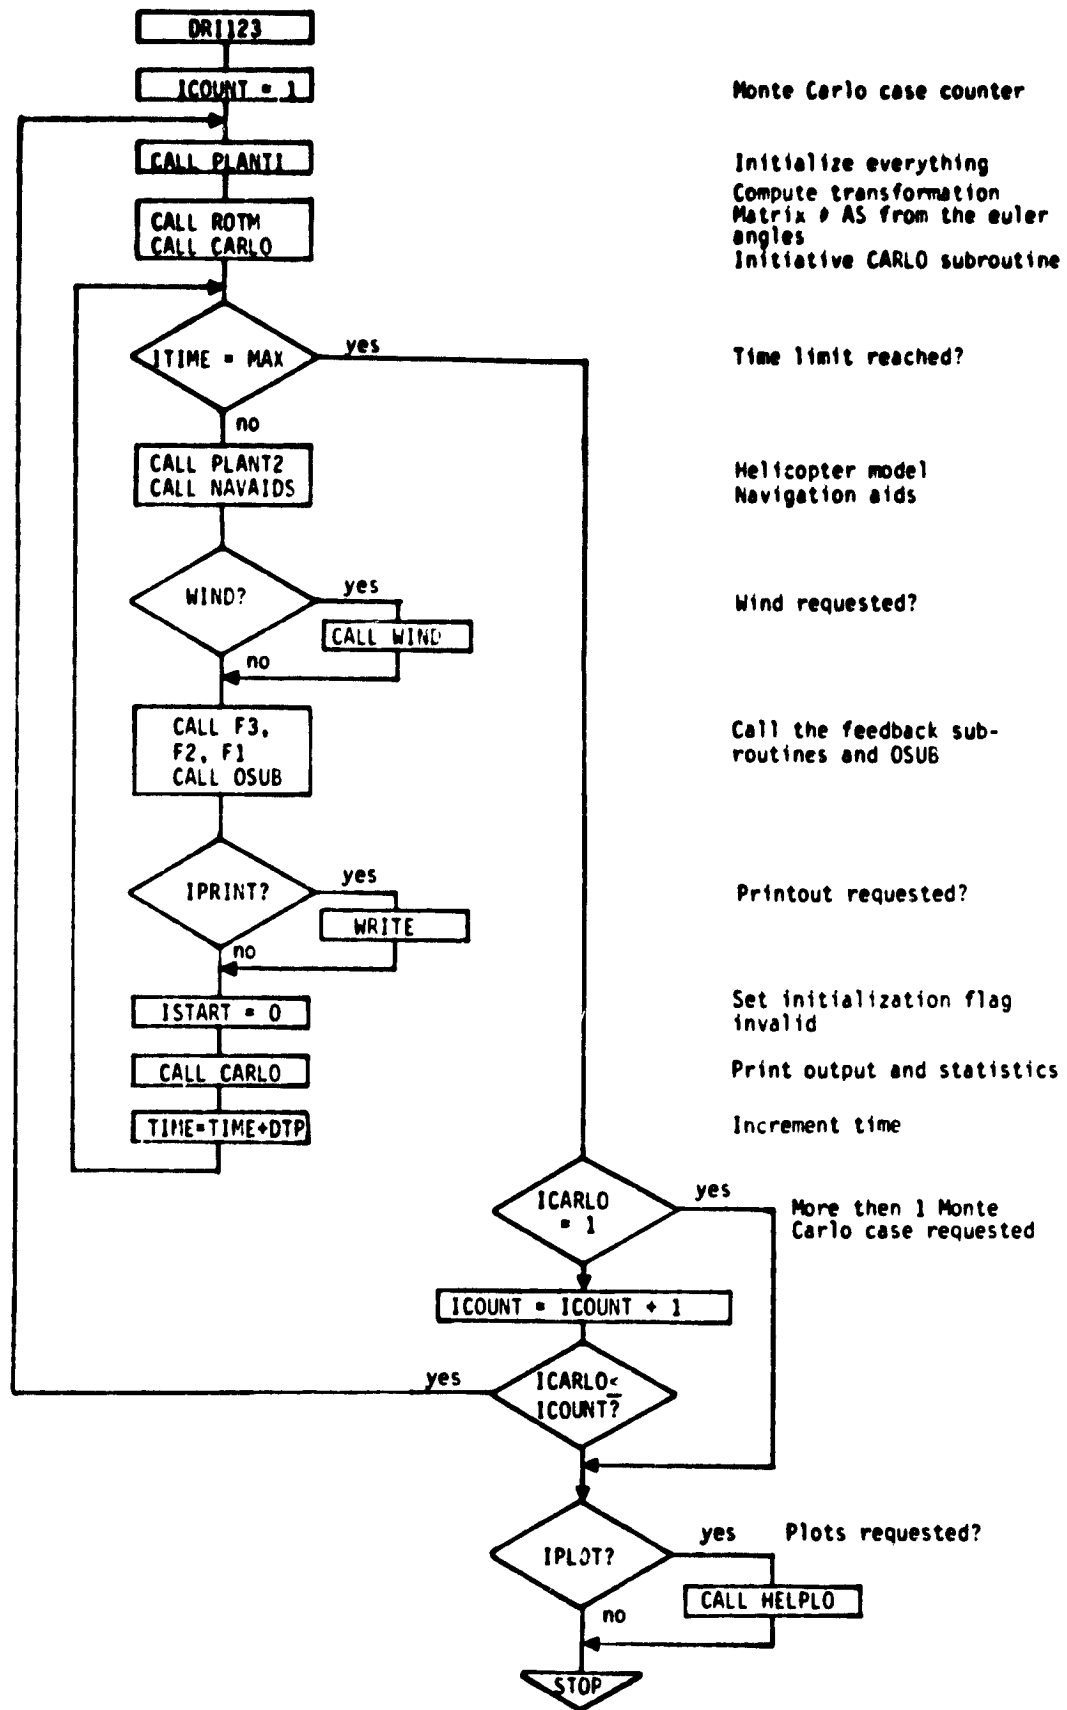 DRI123
ICOUNT = 1
Monte Carlo case counter
CALL PLANT1
Initialize everything
CALL ROTM
CALL CARLO
Compute transformation
Matrix # AS from the euler
angles
Initiative CARLO subroutine
ITIME = MAX
yes
Time limit reached?
no
CALL PLANT2
CALL NAVAIDS
Helicopter model
Navigation aids
WIND?
yes
Wind requested?
CALL WIND
no
CALL F3,
F2, F1
CALL OSUB
Call the feedback sub-
routines and OSUB
IPRINT?
yes
Printout requested?
WRITE
no
ISTART = 0
Set initialization flag
invalid
CALL CARLO
Print output and statistics
TIME=TIME+DTP
Increment time
ICARLO
= 1
yes
More then 1 Monte
Carlo case requested
ICOUNT = ICOUNT + 1
yes
ICARLO≤
ICOUNT?
IPLOT?
yes
Plots requested?
CALL HELPLO
no
STOP